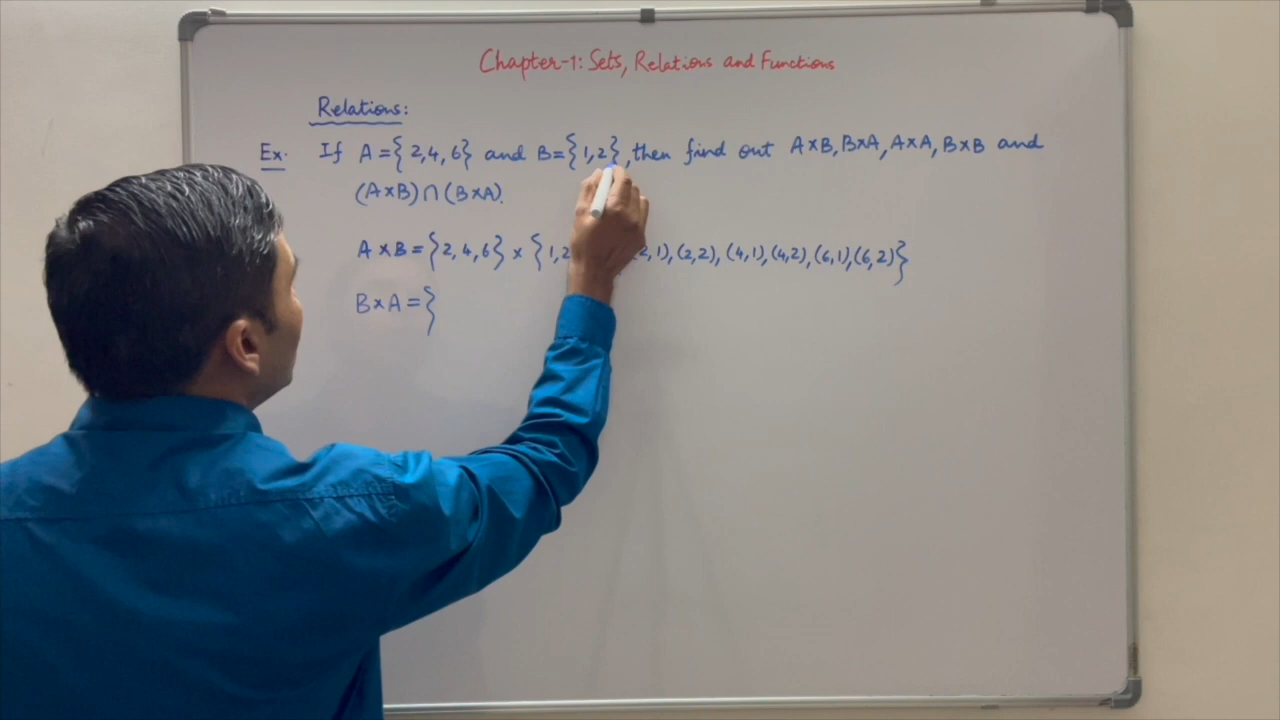 Chapter-1: Sets, Relations and Functions
Relations:
Ex. If A={2,4,6} and B={1,2}, then find out A×B, B×A, A×A, B×B and
(A×B)∩(B×A).
A×B={2,4,6}×{1,2 ,1),(2,2),(4,1),(4,2),(6,1),(6,2)}
B×A={